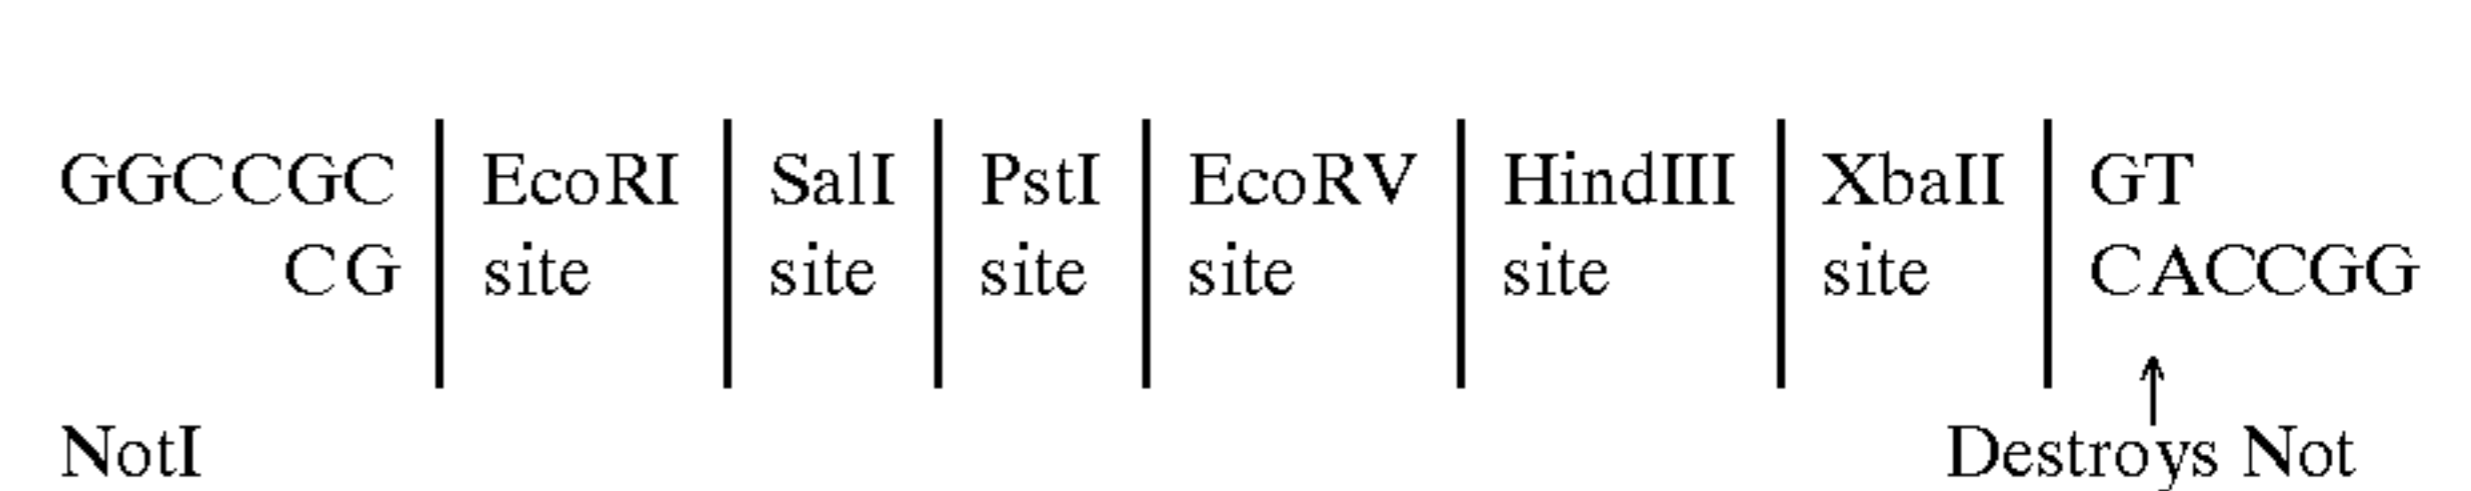 GGCCGC EcoRI SalI PstI EcoRV HindIII XbaII GT
CG site site site site site site CACCGG
NotI Destroys Not